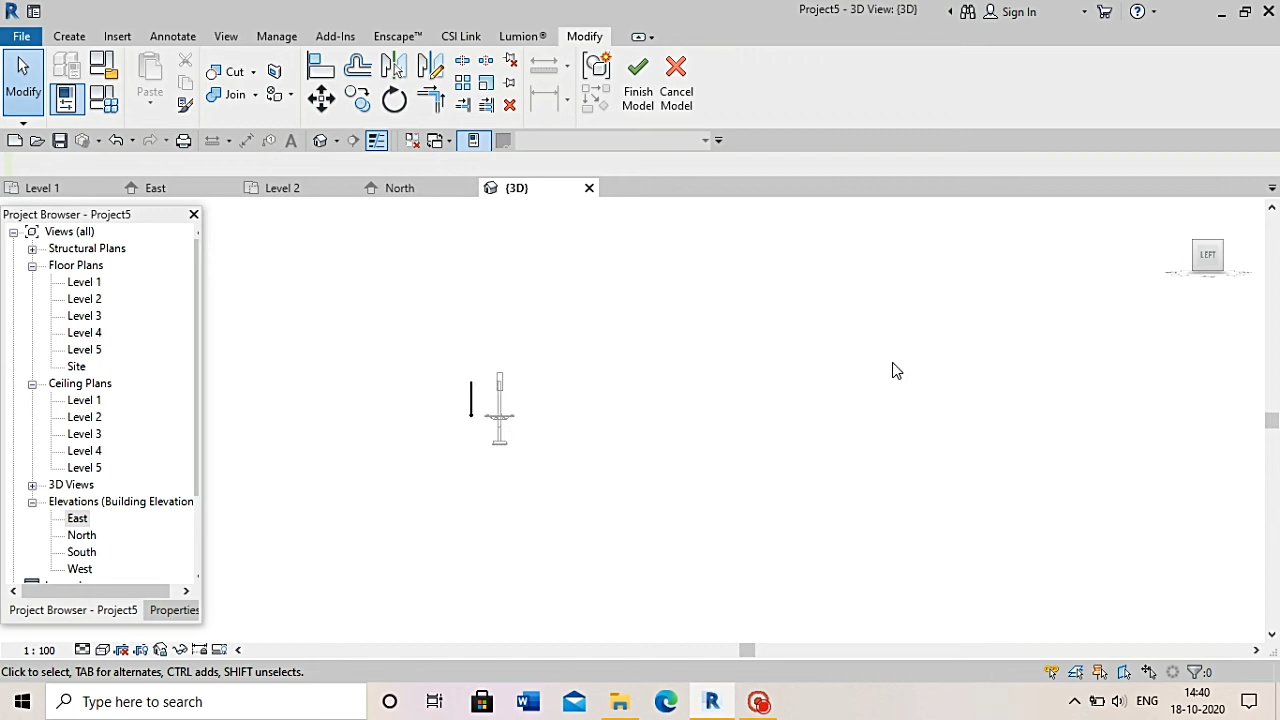 Project5 - 3D View: {3D}
Sign In
File Create Insert Annotate View Manage Add-Ins Enscape™ CSI Link Lumion® Modify
Modify
Paste
Cut
Join
Finish Model
Cancel Model
Level 1 East Level 2 North {3D}
Project Browser - Project5
LEFT
Views (all)
Structural Plans
Floor Plans
Level 1
Level 2
Level 3
Level 4
Level 5
Site
Ceiling Plans
Level 1
Level 2
Level 3
Level 4
Level 5
3D Views
Elevations (Building Elevation
East
North
South
West
Project Browser - Project5 Properties
1 : 100
Click to select, TAB for alternates, CTRL adds, SHIFT unselects.
:0
Type here to search
ENG
14:40
18-10-2020